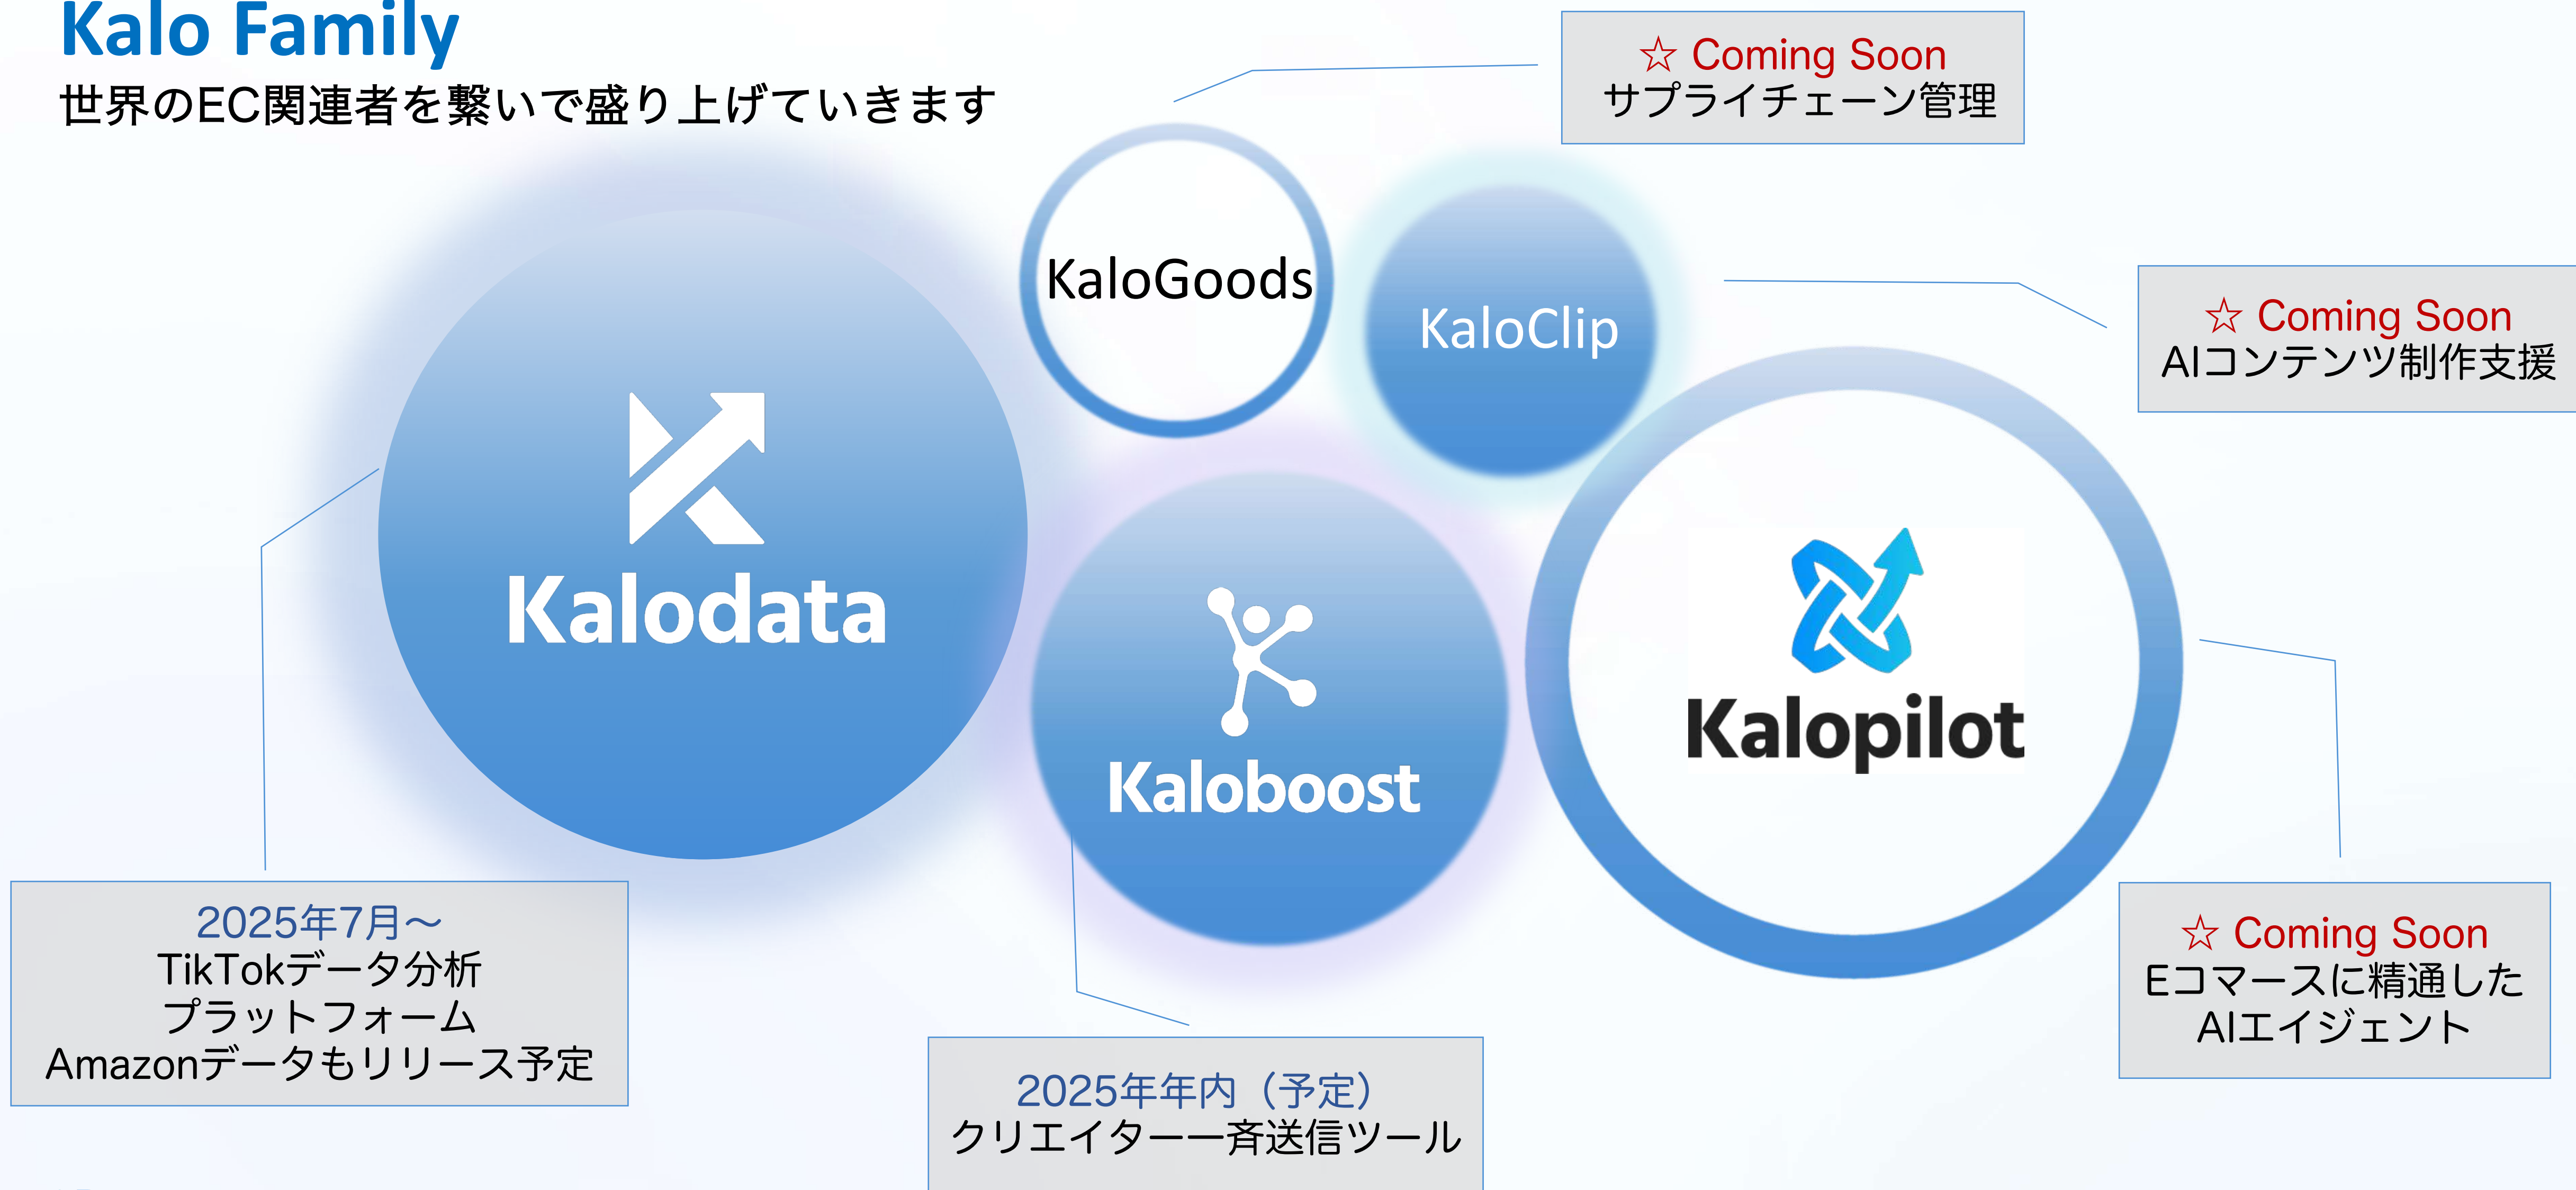 Kalo Family
世界のEC関連者を繋いで盛り上げていきます
☆ Coming Soon
サプライチェーン管理
KaloGoods
KaloClip
☆ Coming Soon
AIコンテンツ制作支援
Kalodata
Kaloboost
Kalopilot
2025年7月～
TikTokデータ分析
プラットフォーム
Amazonデータもリリース予定
2025年年内（予定）
クリエイター一斉送信ツール
☆ Coming Soon
Eコマースに精通した
AIエイジェント